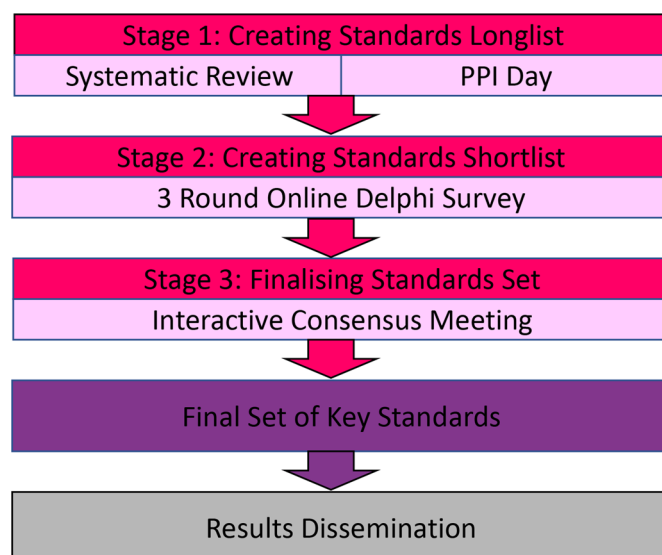 Stage 1: Creating Standards Longlist
Systematic Review
PPI Day
Stage 2: Creating Standards Shortlist
3 Round Online Delphi Survey
Stage 3: Finalising Standards Set
Interactive Consensus Meeting
Final Set of Key Standards
Results Dissemination